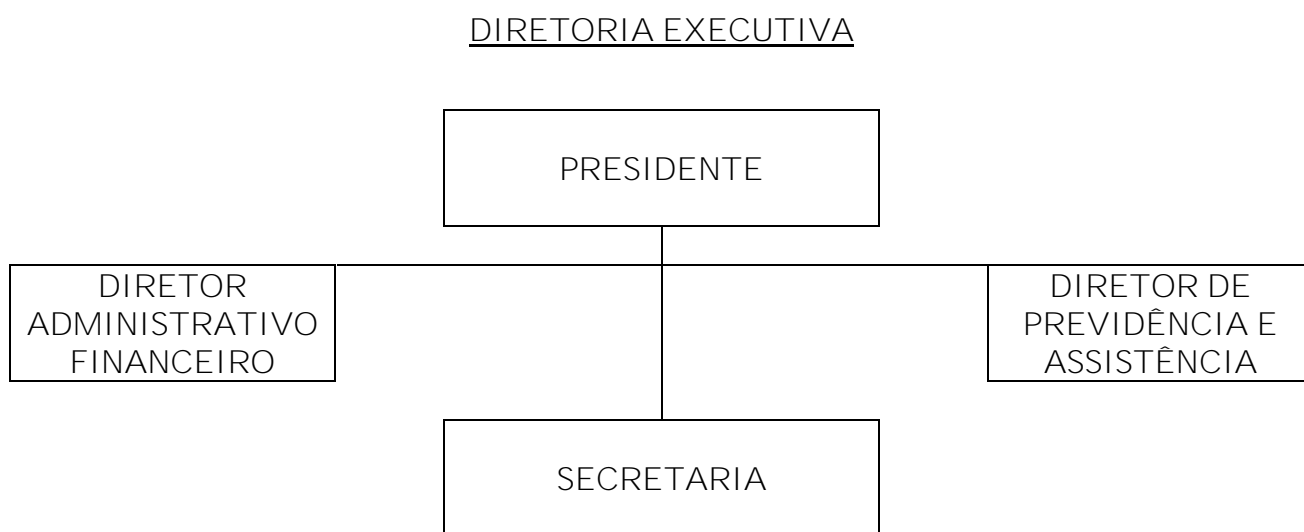 DIRETORIA EXECUTIVA
PRESIDENTE
DIRETOR
ADMINISTRATIVO
FINANCEIRO
DIRETOR DE
PREVIDÊNCIA E
ASSISTÊNCIA
SECRETARIA